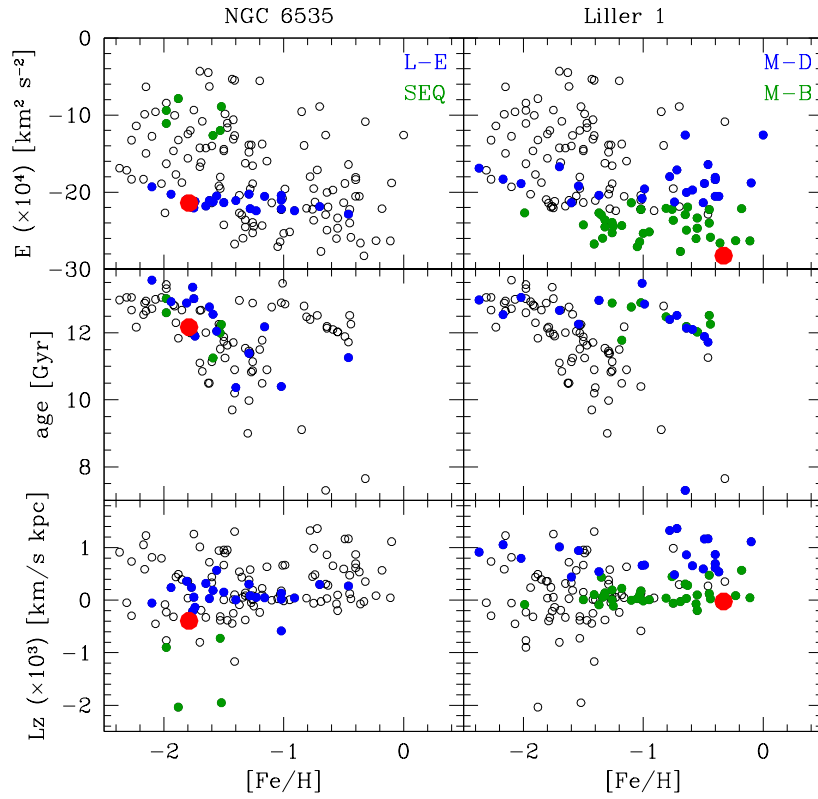 NGC 6535
Liller 1
L−E
SEQ
M−D
M−B
E (×10⁴) [km² s⁻²]
0
−10
−20
−30
age [Gyr]
12
10
8
Lz (×10³) [km/s kpc]
1
0
−1
−2
−2
−1
0
−2
−1
0
[Fe/H]
[Fe/H]